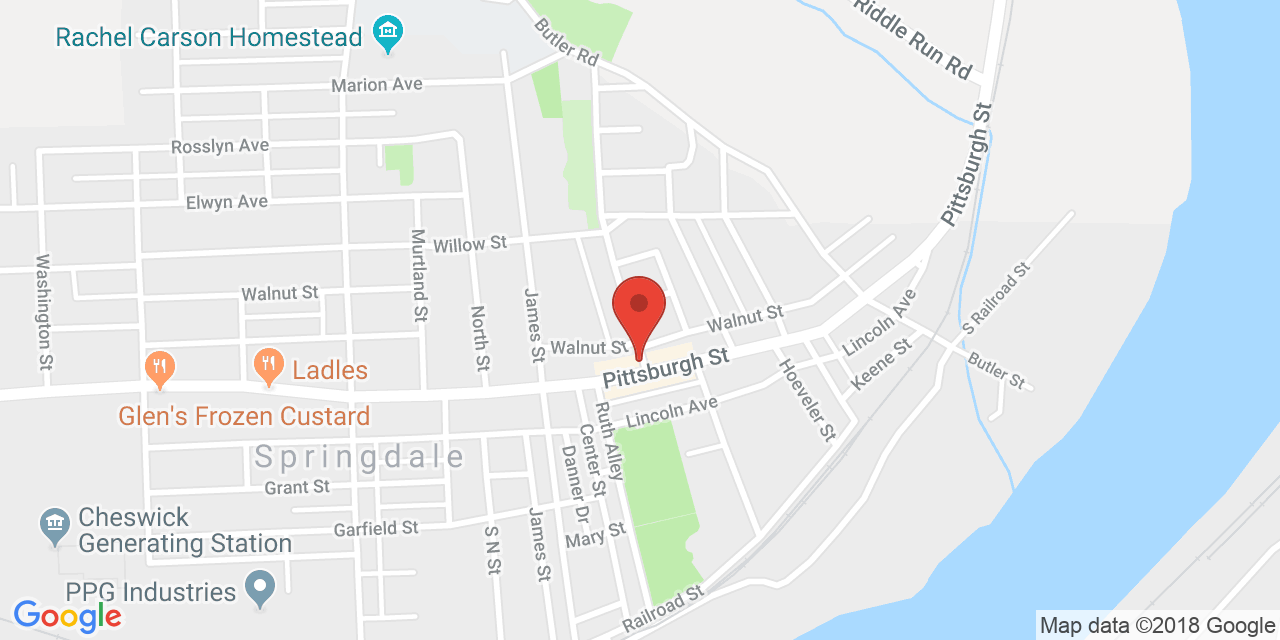 Riddle Run Rd
Butler Rd
Rachel Carson Homestead
Marion Ave
Pittsburgh St
Rosslyn Ave
Elwyn Ave
Willow St
Murtland St
Washington St
Walnut St
James St
North St
Walnut St
Walnut St
S Railroad St
Lincoln Ave
Keene St
Butler St
Hoeveler St
Pittsburgh St
Ladles
Glen's Frozen Custard
Lincoln Ave
Ruth Alley
Center St
Danner Dr
Springdale
Grant St
Garfield St
Cheswick
Generating Station
S N St
James St
Mary St
PPG Industries
Railroad St
Google
Map data ©2018 Google